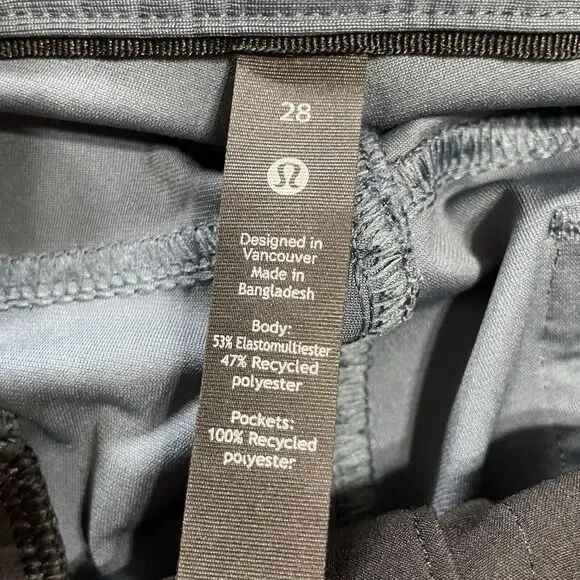 28
Designed in
Vancouver
Made in
Bangladesh
Body:
53% Elastomultiester
47% Recycled
polyester
Pockets:
100% Recycled
polyester